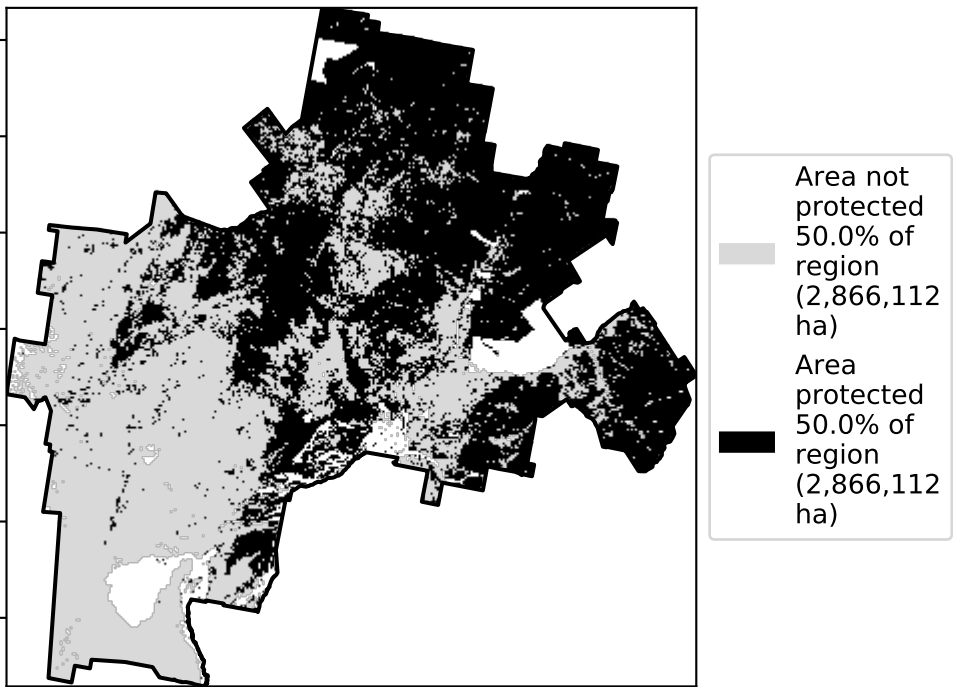 Area not
protected
50.0% of
region
(2,866,112
ha)
Area
protected
50.0% of
region
(2,866,112
ha)